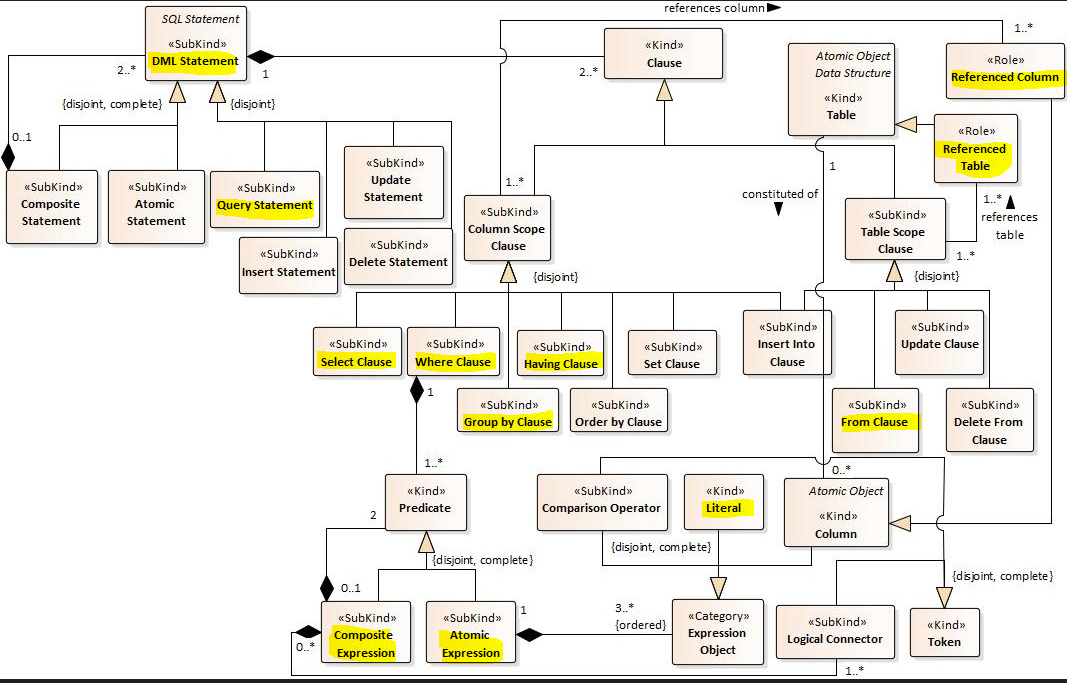 references column
SQL Statement
«SubKind»
DML Statement
1
2..*
{disjoint, complete}
{disjoint}
0..1
«Kind»
Clause
2..*
Atomic Object
Data Structure
«Kind»
Table
1..*
«Role»
Referenced Column
«Role»
Referenced
Table
1
1..*
references
table
constituted of
«SubKind»
Composite
Statement
«SubKind»
Atomic
Statement
«SubKind»
Query Statement
«SubKind»
Update
Statement
«SubKind»
Insert Statement
«SubKind»
Delete Statement
1..*
«SubKind»
Column Scope
Clause
{disjoint}
«SubKind»
Table Scope
Clause
1..*
{disjoint}
«SubKind»
Select Clause
«SubKind»
Where Clause
«SubKind»
Having Clause
«SubKind»
Set Clause
«SubKind»
Insert Into
Clause
«SubKind»
Update Clause
1
«SubKind»
Group by Clause
«SubKind»
Order by Clause
«SubKind»
From Clause
«SubKind»
Delete From
Clause
1..*
«Kind»
Predicate
2
{disjoint, complete}
0..1
«SubKind»
Comparison Operator
«Kind»
Literal
0..*
Atomic Object
«Kind»
Column
{disjoint, complete}
{disjoint, complete}
«SubKind»
Composite
Expression
0..*
«SubKind»
Atomic
Expression
1
3..*
{ordered}
«Category»
Expression
Object
«SubKind»
Logical Connector
1..*
«Kind»
Token